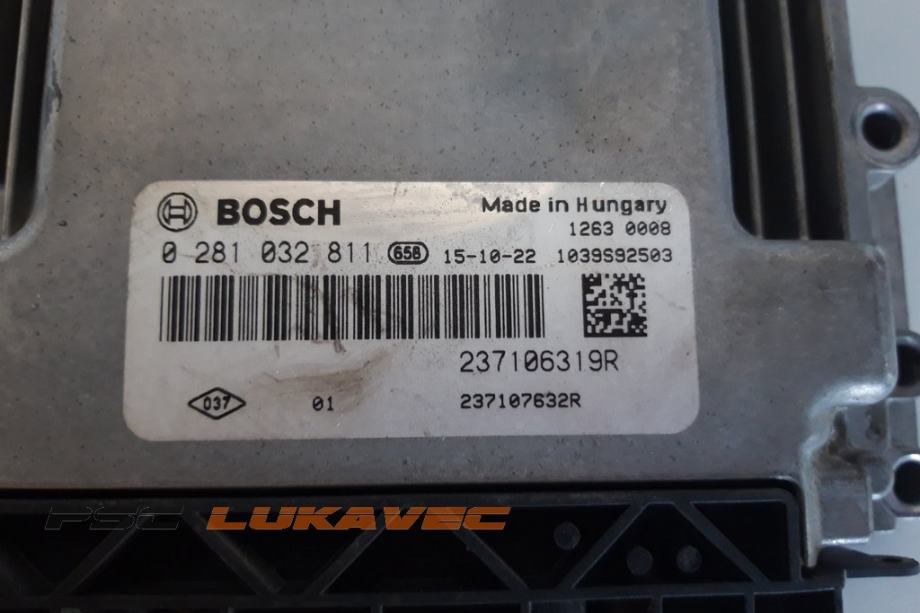 BOSCH Made in Hungary
1263 0008
0 281 032 811 65B 15-10-22 1039S92503
237106319R
037 01 237107632R
PSC LUKAVEC